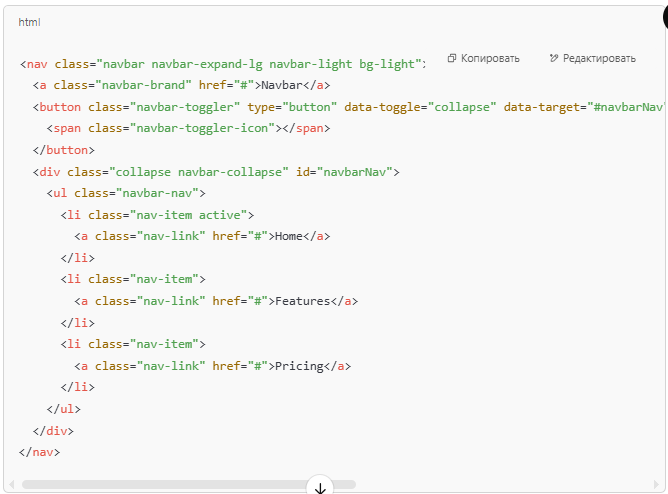 html
Копировать
Редактировать
<nav class="navbar navbar-expand-lg navbar-light bg-light":
  <a class="navbar-brand" href="#">Navbar</a>
  <button class="navbar-toggler" type="button" data-toggle="collapse" data-target="#navbarNav"
    <span class="navbar-toggler-icon"></span>
  </button>
  <div class="collapse navbar-collapse" id="navbarNav">
    <ul class="navbar-nav">
      <li class="nav-item active">
        <a class="nav-link" href="#">Home</a>
      </li>
      <li class="nav-item">
        <a class="nav-link" href="#">Features</a>
      </li>
      <li class="nav-item">
        <a class="nav-link" href="#">Pricing</a>
      </li>
    </ul>
  </div>
</nav>